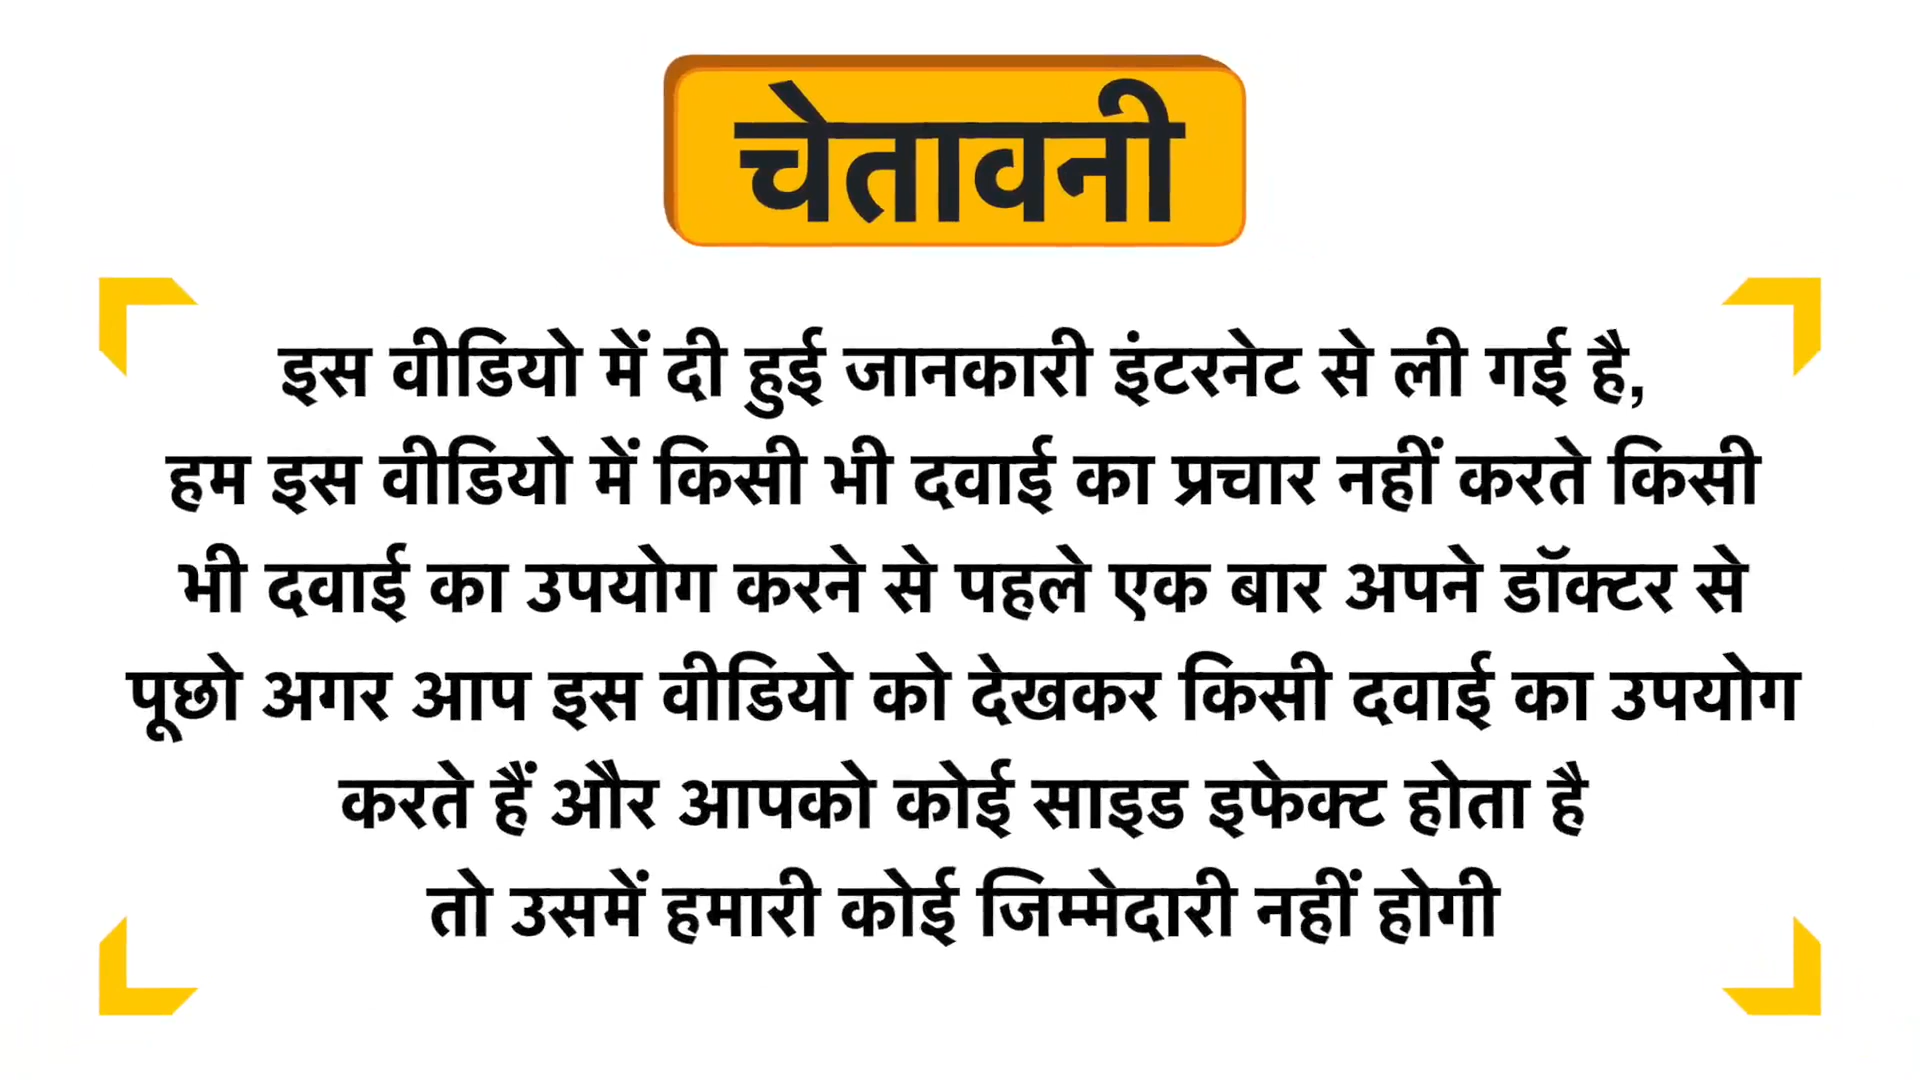 चेतावनी
इस वीडियो में दी हुई जानकारी इंटरनेट से ली गई है,
हम इस वीडियो में किसी भी दवाई का प्रचार नहीं करते किसी
भी दवाई का उपयोग करने से पहले एक बार अपने डॉक्टर से
पूछो अगर आप इस वीडियो को देखकर किसी दवाई का उपयोग
करते हैं और आपको कोई साइड इफेक्ट होता है
तो उसमें हमारी कोई जिम्मेदारी नहीं होगी